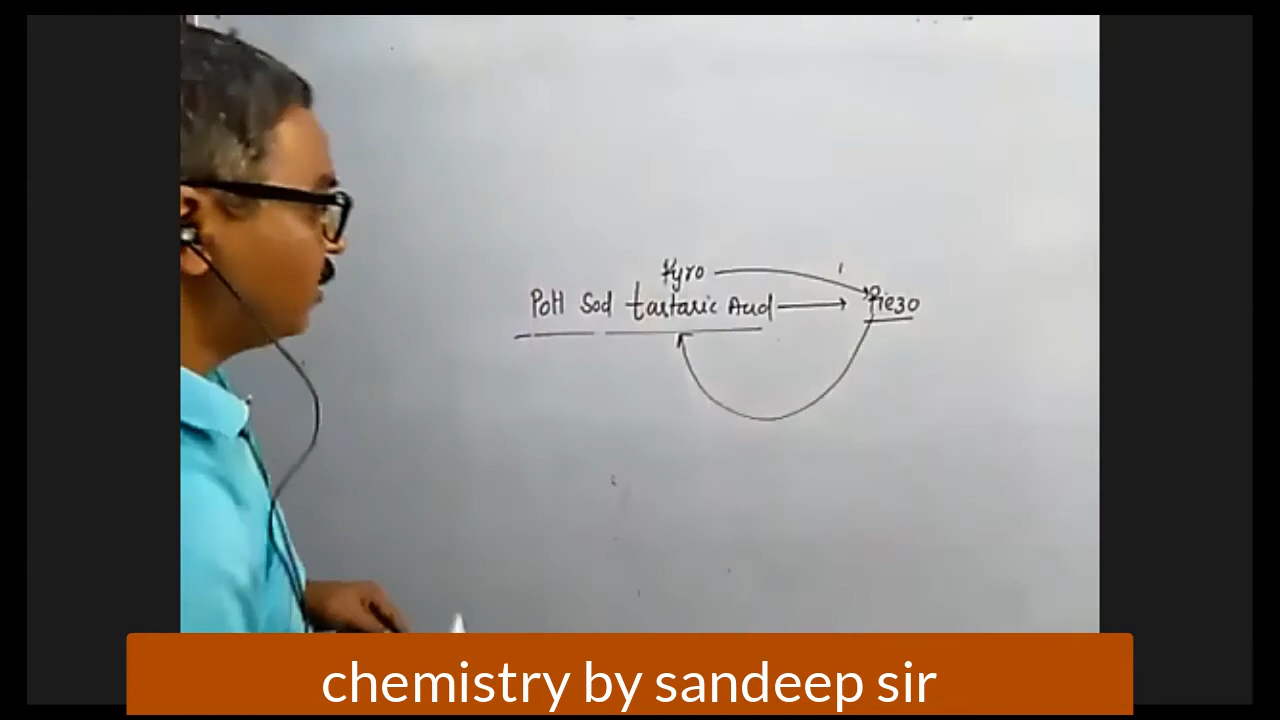 Pyro
Pott Sod tartaric Acid → Piezo
chemistry by sandeep sir